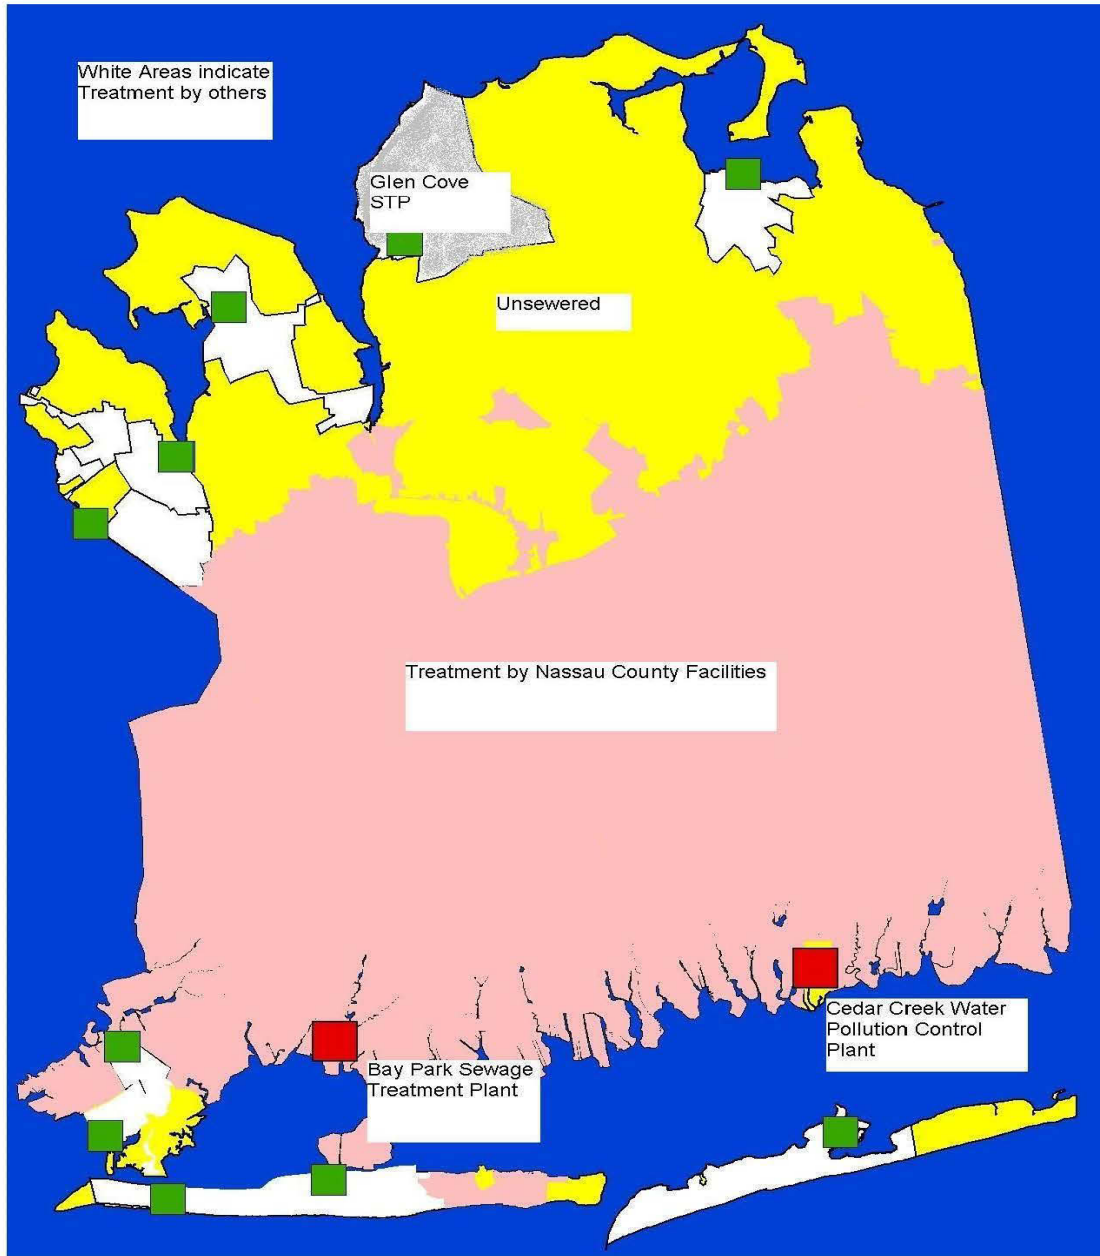 White Areas indicate
Treatment by others
Glen Cove
STP
Unsewered
Treatment by Nassau County Facilities
Cedar Creek Water
Pollution Control
Plant
Bay Park Sewage
Treatment Plant